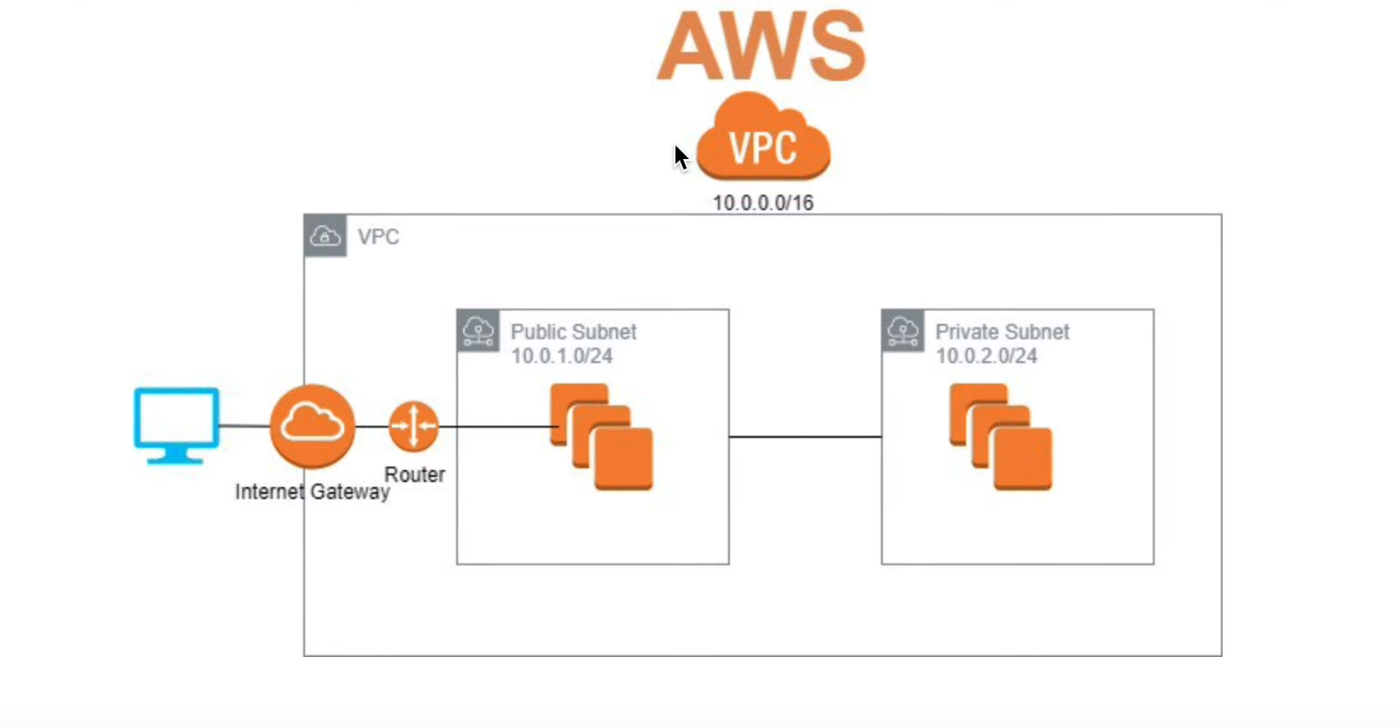 AWS
VPC
10.0.0.0/16
VPC
Public Subnet
10.0.1.0/24
Private Subnet
10.0.2.0/24
Router
Internet Gateway